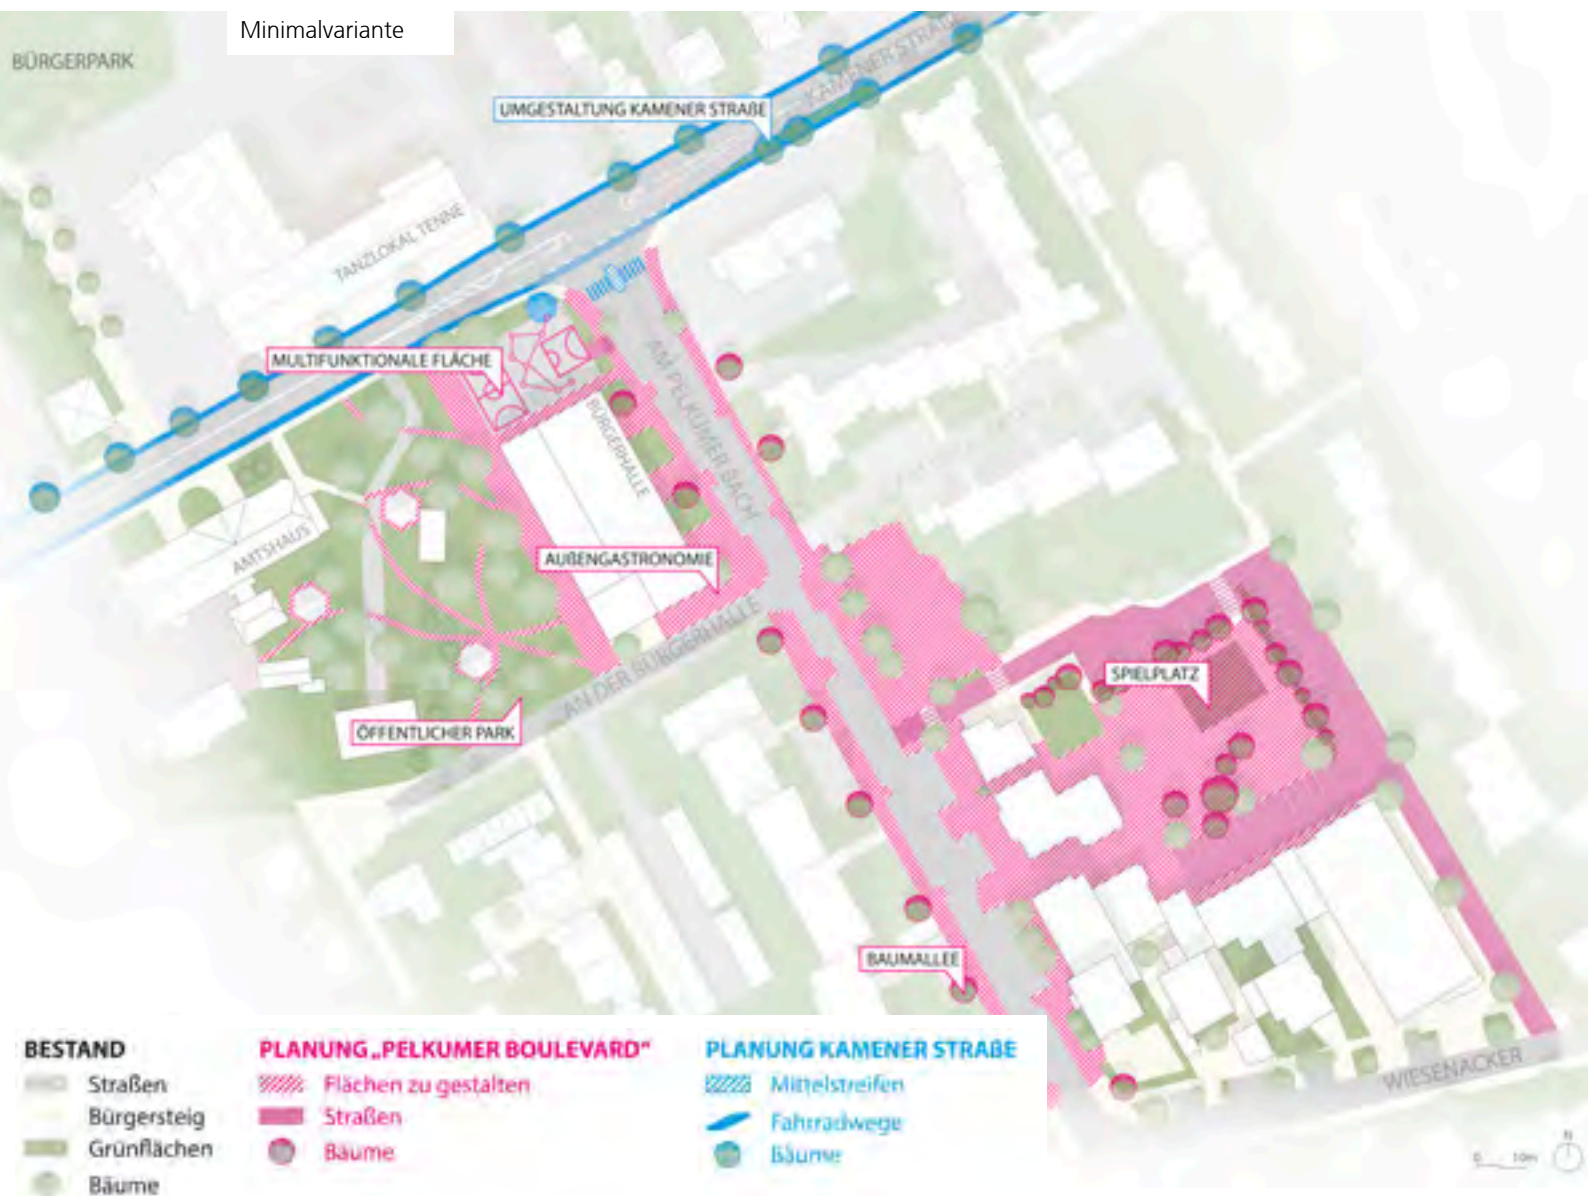 Minimalvariante
BÜRGERPARK
KAMENER STRAßE
UMGESTALTUNG KAMENER STRAßE
TANZLOKAL TENNE
MULTIFUNKTIONALE FLÄCHE
AM PELKUMER BACH
BÜRGERHALLE
AMTSHAUS
AUßENGASTRONOMIE
AN DER BÜRGERHALLE
SPIELPLATZ
ÖFFENTLICHER PARK
BAUMALLEE
WIESENACKER
BESTAND
Straßen
Bürgersteig
Grünflächen
Bäume
PLANUNG „PELKUMER BOULEVARD“
Flächen zu gestalten
Straßen
Bäume
PLANUNG KAMENER STRAßE
Mittelstreifen
Fahrradwege
Bäume
0 10m
N